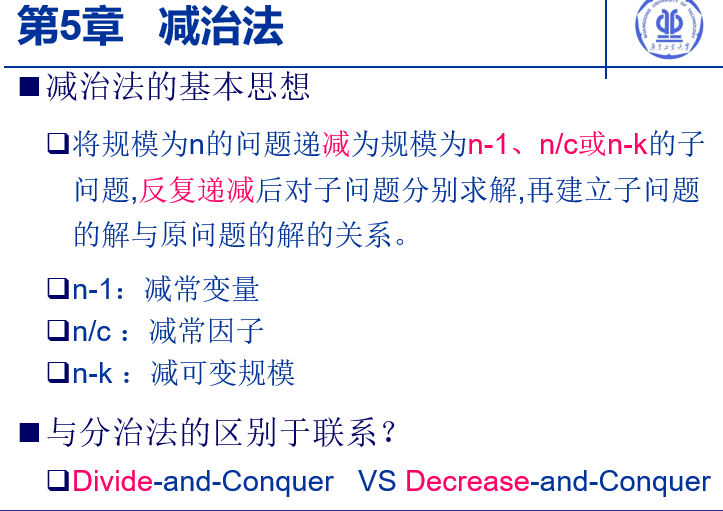 第5章 减治法
■减治法的基本思想
❑将规模为n的问题递减为规模为n-1、n/c或n-k的子
问题,反复递减后对子问题分别求解,再建立子问题
的解与原问题的解的关系。
❑n-1：减常变量
❑n/c ：减常因子
❑n-k ：减可变规模
■与分治法的区别于联系？
❑Divide-and-Conquer VS Decrease-and-Conquer